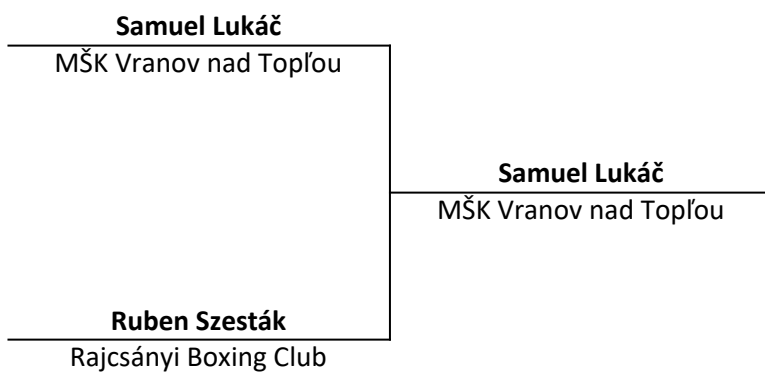 Samuel Lukáč
MŠK Vranov nad Topľou
Samuel Lukáč
MŠK Vranov nad Topľou
Ruben Szesták
Rajcsányi Boxing Club